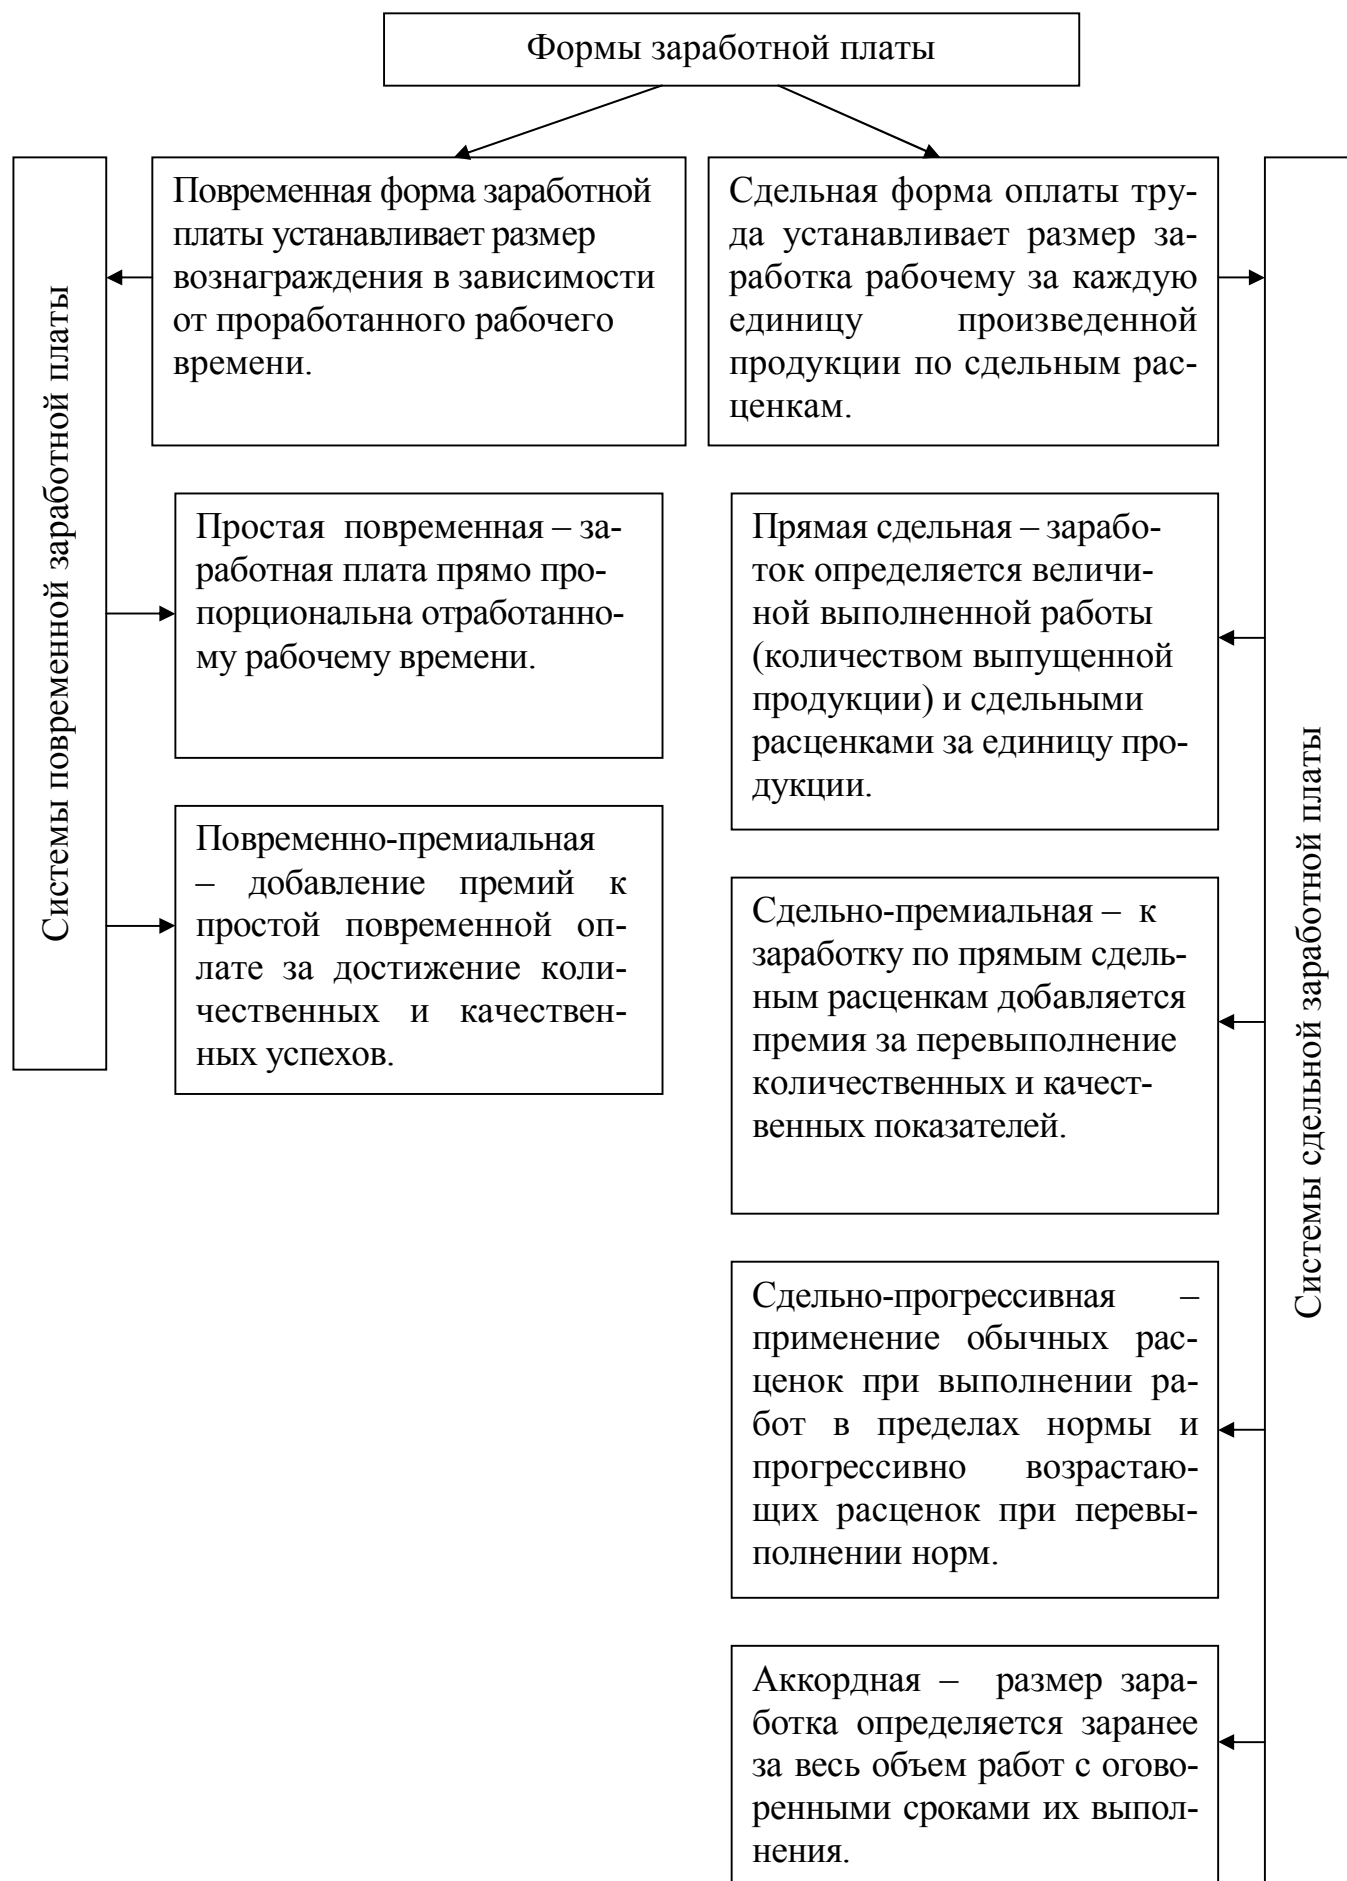 Формы заработной платы
Системы повременной заработной платы
Повременная форма заработной
платы устанавливает размер
вознаграждения в зависимости
от проработанного рабочего
времени.
Простая повременная – за-
работная плата прямо про-
порциональна отработанно-
му рабочему времени.
Повременно-премиальная
– добавление премий к
простой повременной оп-
лате за достижение коли-
чественных и качествен-
ных успехов.
Сдельная форма оплаты тру-
да устанавливает размер за-
работка рабочему за каждую
единицу произведенной
продукции по сдельным рас-
ценкам.
Прямая сдельная – зарабо-
ток определяется величи-
ной выполненной работы
(количеством выпущенной
продукции) и сдельными
расценками за единицу про-
дукции.
Сдельно-премиальная – к
заработку по прямым сдель-
ным расценкам добавляется
премия за перевыполнение
количественных и качест-
венных показателей.
Сдельно-прогрессивная –
применение обычных рас-
ценок при выполнении ра-
бот в пределах нормы и
прогрессивно возрастаю-
щих расценок при перевы-
полнении норм.
Аккордная – размер зара-
ботка определяется заранее
за весь объем работ с огово-
ренными сроками их выпол-
нения.
Системы сдельной заработной платы